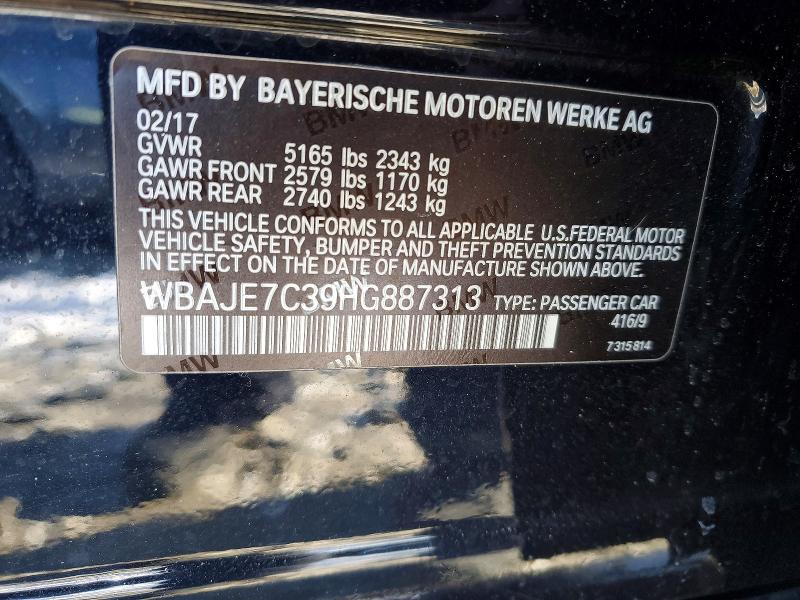 MFD BY BAYERISCHE MOTOREN WERKE AG
02/17
GVWR 5165 lbs 2343 kg
GAWR FRONT 2579 lbs 1170 kg
GAWR REAR 2740 lbs 1243 kg
THIS VEHICLE CONFORMS TO ALL APPLICABLE U.S.FEDERAL MOTOR
VEHICLE SAFETY, BUMPER AND THEFT PREVENTION STANDARDS
IN EFFECT ON THE DATE OF MANUFACTURE SHOWN ABOVE.
WBAJE7C39HG887313 TYPE: PASSENGER CAR
416/9
7315814